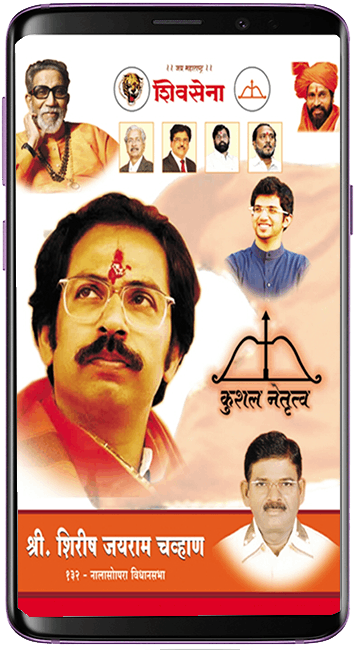 ।। जय महाराष्ट्र ।।
शिवसेना
कुशल नेतृत्व
श्री. शिरीष जयराम चव्हाण
१३२ - नालासोपारा विधानसभा